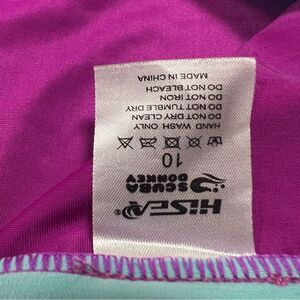 HISEA
SCUBA
DONKEY
10
HAND WASH ONLY
DO NOT DRY CLEAN
DO NOT TUMBLE DRY
DO NOT IRON
DO NOT BLEACH
MADE IN CHINA